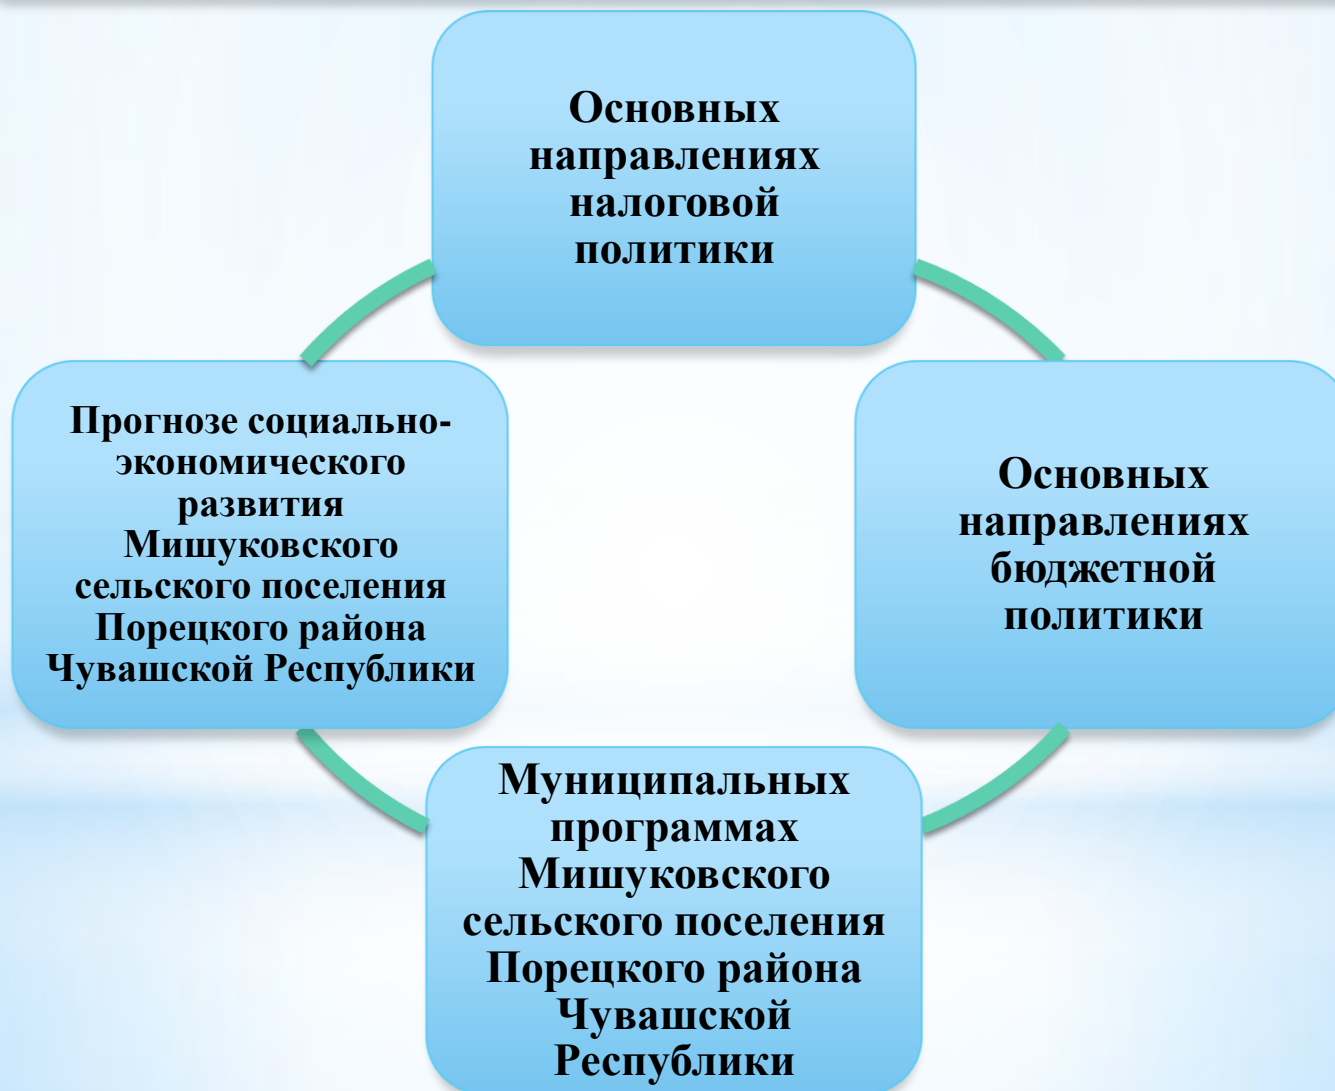 Основных
направлениях
налоговой
политики
Прогнозе социально-
экономического
развития
Мишуковского
сельского поселения
Порецкого района
Чувашской Республики
Основных
направлениях
бюджетной
политики
Муниципальных
программах
Мишуковского
сельского поселения
Порецкого района
Чувашской
Республики